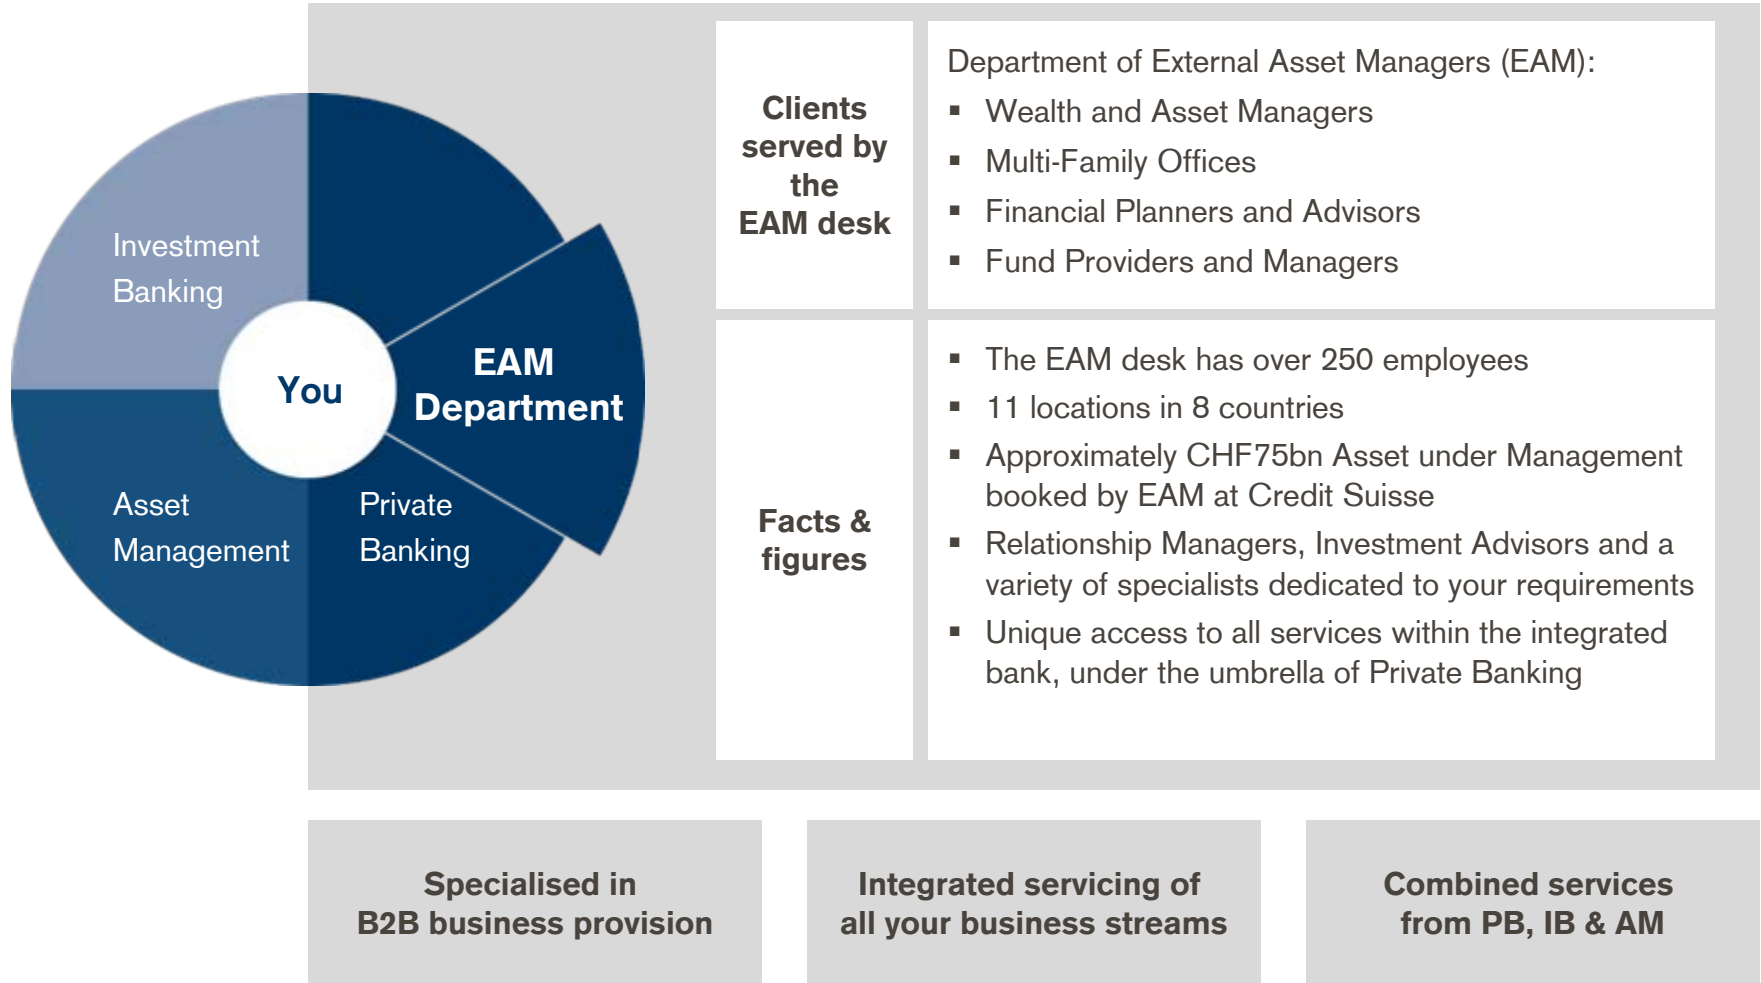 Investment
Banking
You
EAM
Department
Asset
Management
Private
Banking
Clients
served by
the
EAM desk
Department of External Asset Managers (EAM):
▪ Wealth and Asset Managers
▪ Multi-Family Offices
▪ Financial Planners and Advisors
▪ Fund Providers and Managers
Facts &
figures
▪ The EAM desk has over 250 employees
▪ 11 locations in 8 countries
▪ Approximately CHF75bn Asset under Management
booked by EAM at Credit Suisse
▪ Relationship Managers, Investment Advisors and a
variety of specialists dedicated to your requirements
▪ Unique access to all services within the integrated
bank, under the umbrella of Private Banking
Specialised in
B2B business provision
Integrated servicing of
all your business streams
Combined services
from PB, IB & AM